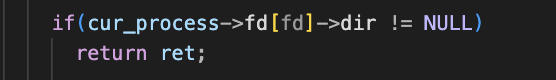 if(cur_process->fd[fd]->dir != NULL)
return ret;